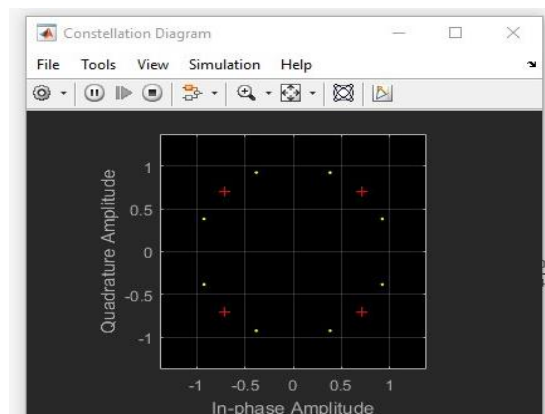 Constellation Diagram
File Tools View Simulation Help
Quadrature Amplitude
1
0.5
0
-0.5
-1
-1 -0.5 0 0.5 1
In-phase Amplitude